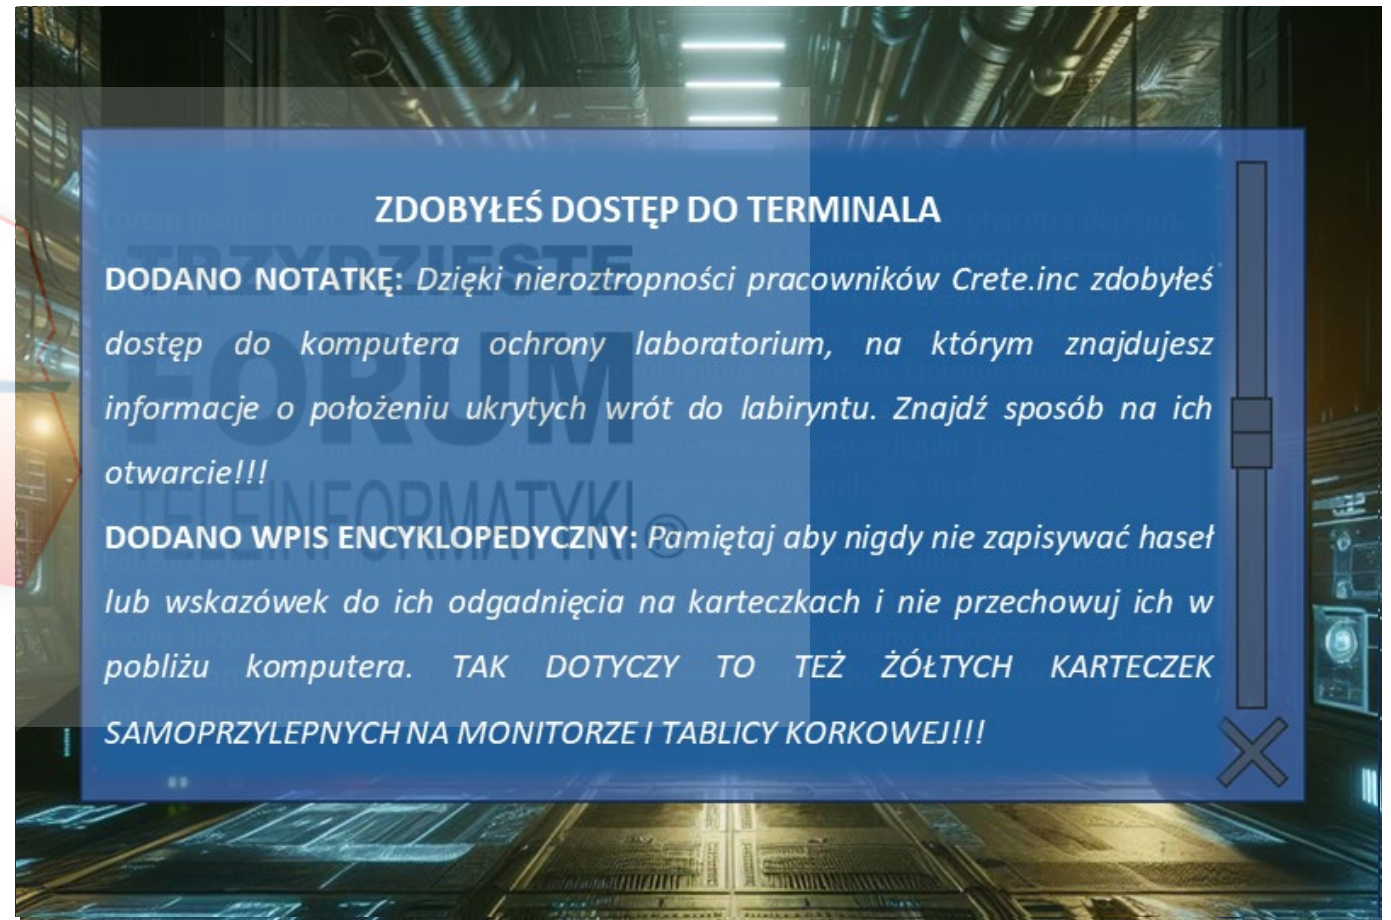 ZDOBYŁEŚ DOSTĘP DO TERMINALA
DODANO NOTATKĘ: Dzięki nieroztropności pracowników Crete.inc zdobyłeś
dostęp do komputera ochrony laboratorium, na którym znajdujesz
informacje o położeniu ukrytych wrót do labiryntu. Znajdź sposób na ich
otwarcie!!!
DODANO WPIS ENCYKLOPEDYCZNY: Pamiętaj aby nigdy nie zapisywać haseł
lub wskazówek do ich odgadnięcia na karteczkach i nie przechowuj ich w
pobliżu komputera. TAK DOTYCZY TO TEŻ ŻÓŁTYCH KARTECZEK
SAMOPRZYLEPNYCH NA MONITORZE I TABLICY KORKOWEJ!!!
TRZYDZIESTE
FORUM
TELEINFORMATYKI®